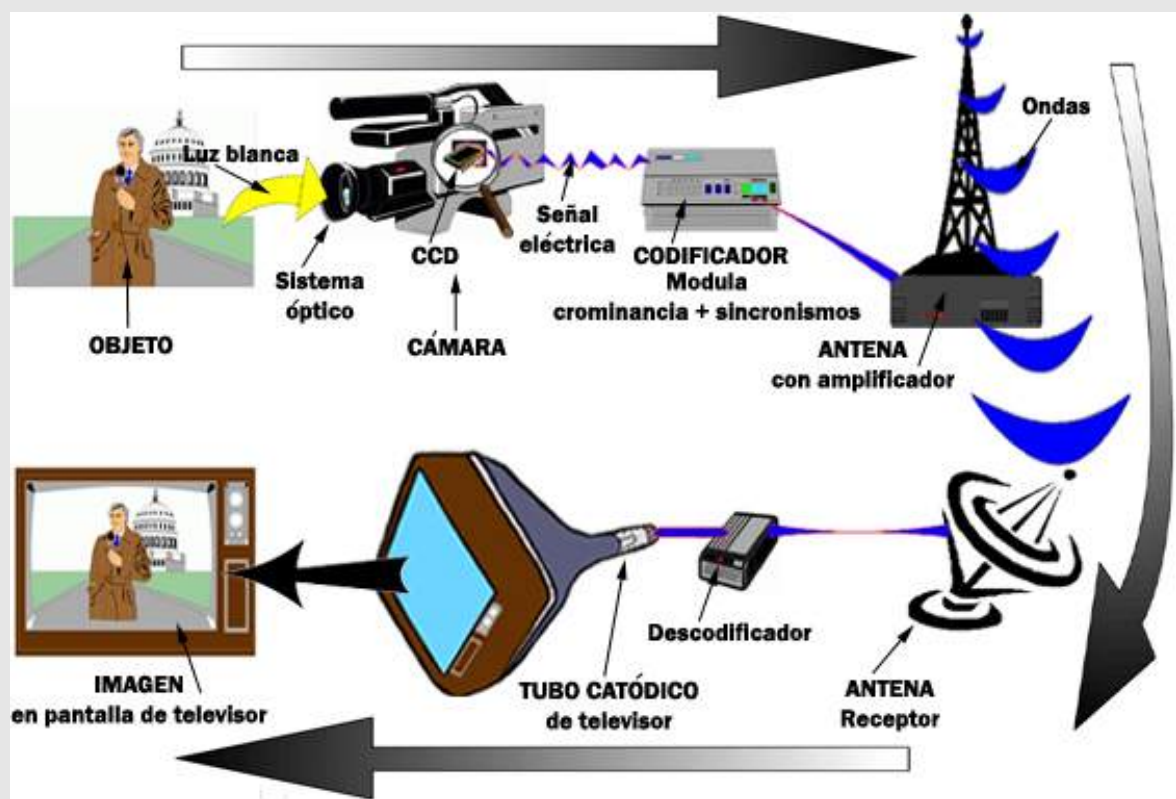 Luz blanca
Ondas
Sistema
óptico
CCD
Señal
eléctrica
CODIFICADOR
Modula
crominancia + sincronismos
OBJETO
CÁMARA
ANTENA
con amplificador
IMAGEN
en pantalla de televisor
TUBO CATÓDICO
de televisor
Descodificador
ANTENA
Receptor